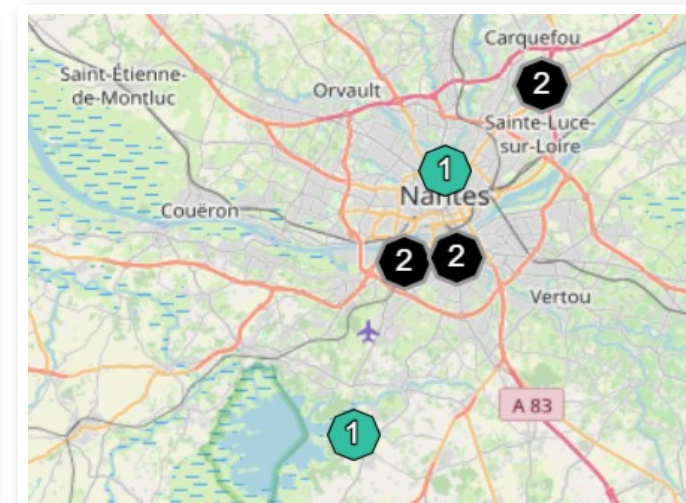 Carquefou
Saint-Étienne-
de-Montluc
2
Orvault
Sainte-Luce-
sur-Loire
1
Nantes
Couëron
2
2
Vertou
A 83
1